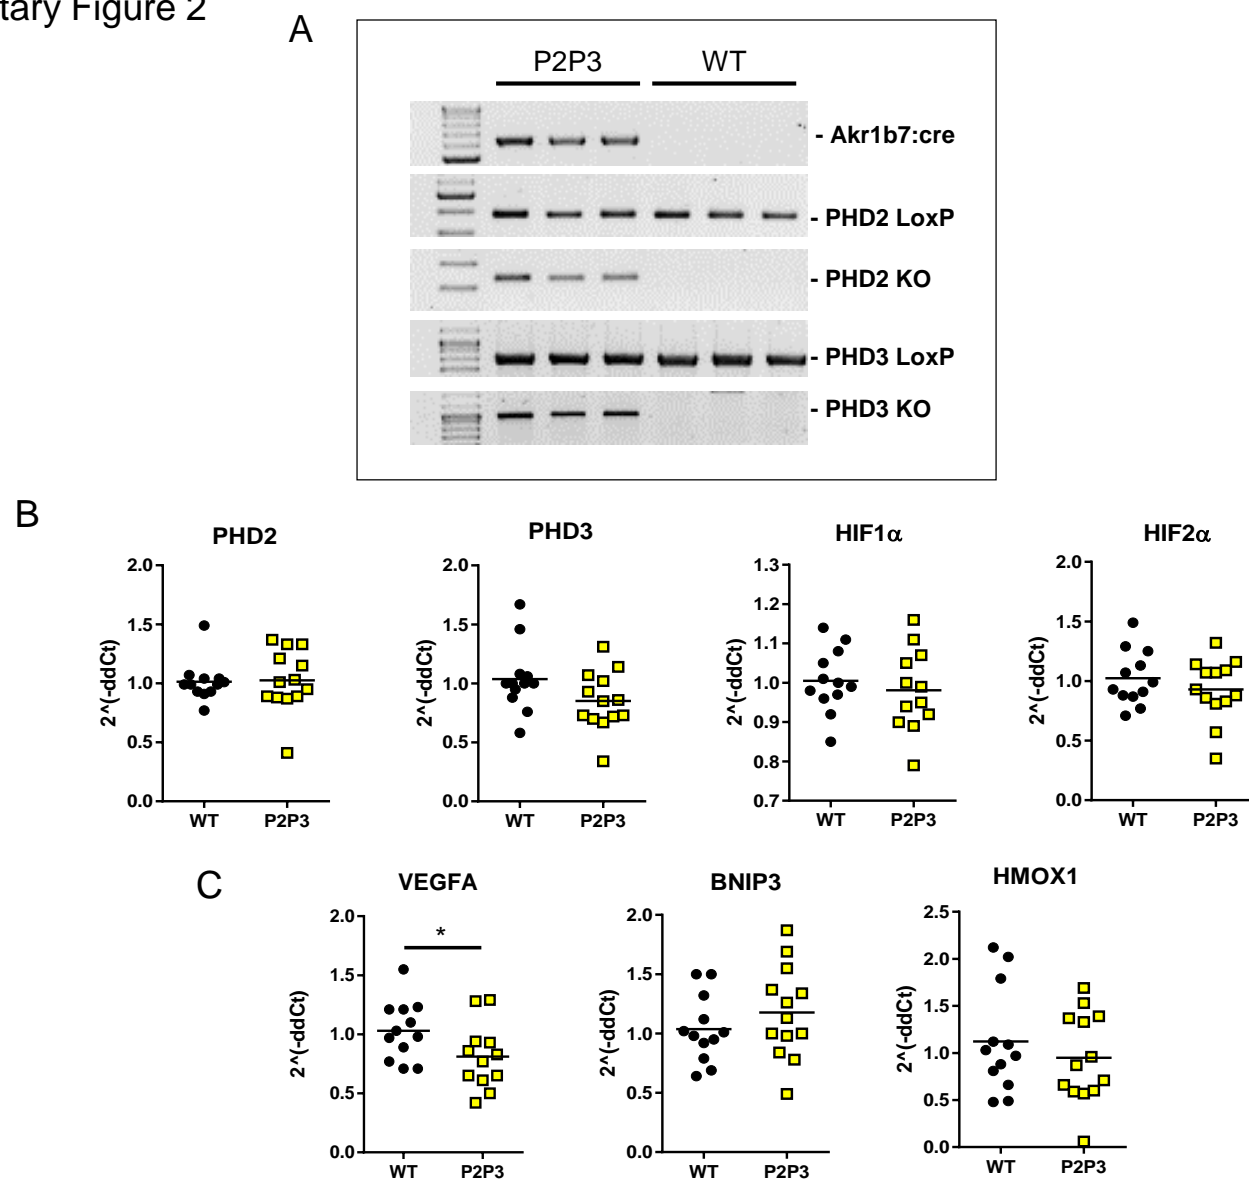 tary Figure 2
A
P2P3 WT
- Akr1b7:cre
- PHD2 LoxP
- PHD2 KO
- PHD3 LoxP
- PHD3 KO
B
PHD2 PHD3 HIF1α HIF2α
2^(-ddCt) 2^(-ddCt) 2^(-ddCt) 2^(-ddCt)
2.0 2.0 1.3 2.0
1.5 1.5 1.2 1.5
1.0 1.0 1.1 1.0
0.5 0.5 1.0 0.5
0.0 0.0 0.9 0.0
0.8
0.7
WT P2P3 WT P2P3 WT P2P3 WT P2P3
C
VEGFA BNIP3 HMOX1
*
2^(-ddCt) 2^(-ddCt) 2^(-ddCt)
2.0 2.0 2.5
1.5 1.5 2.0
1.0 1.0 1.5
0.5 0.5 1.0
0.0 0.0 0.5
0.0
WT P2P3 WT P2P3 WT P2P3